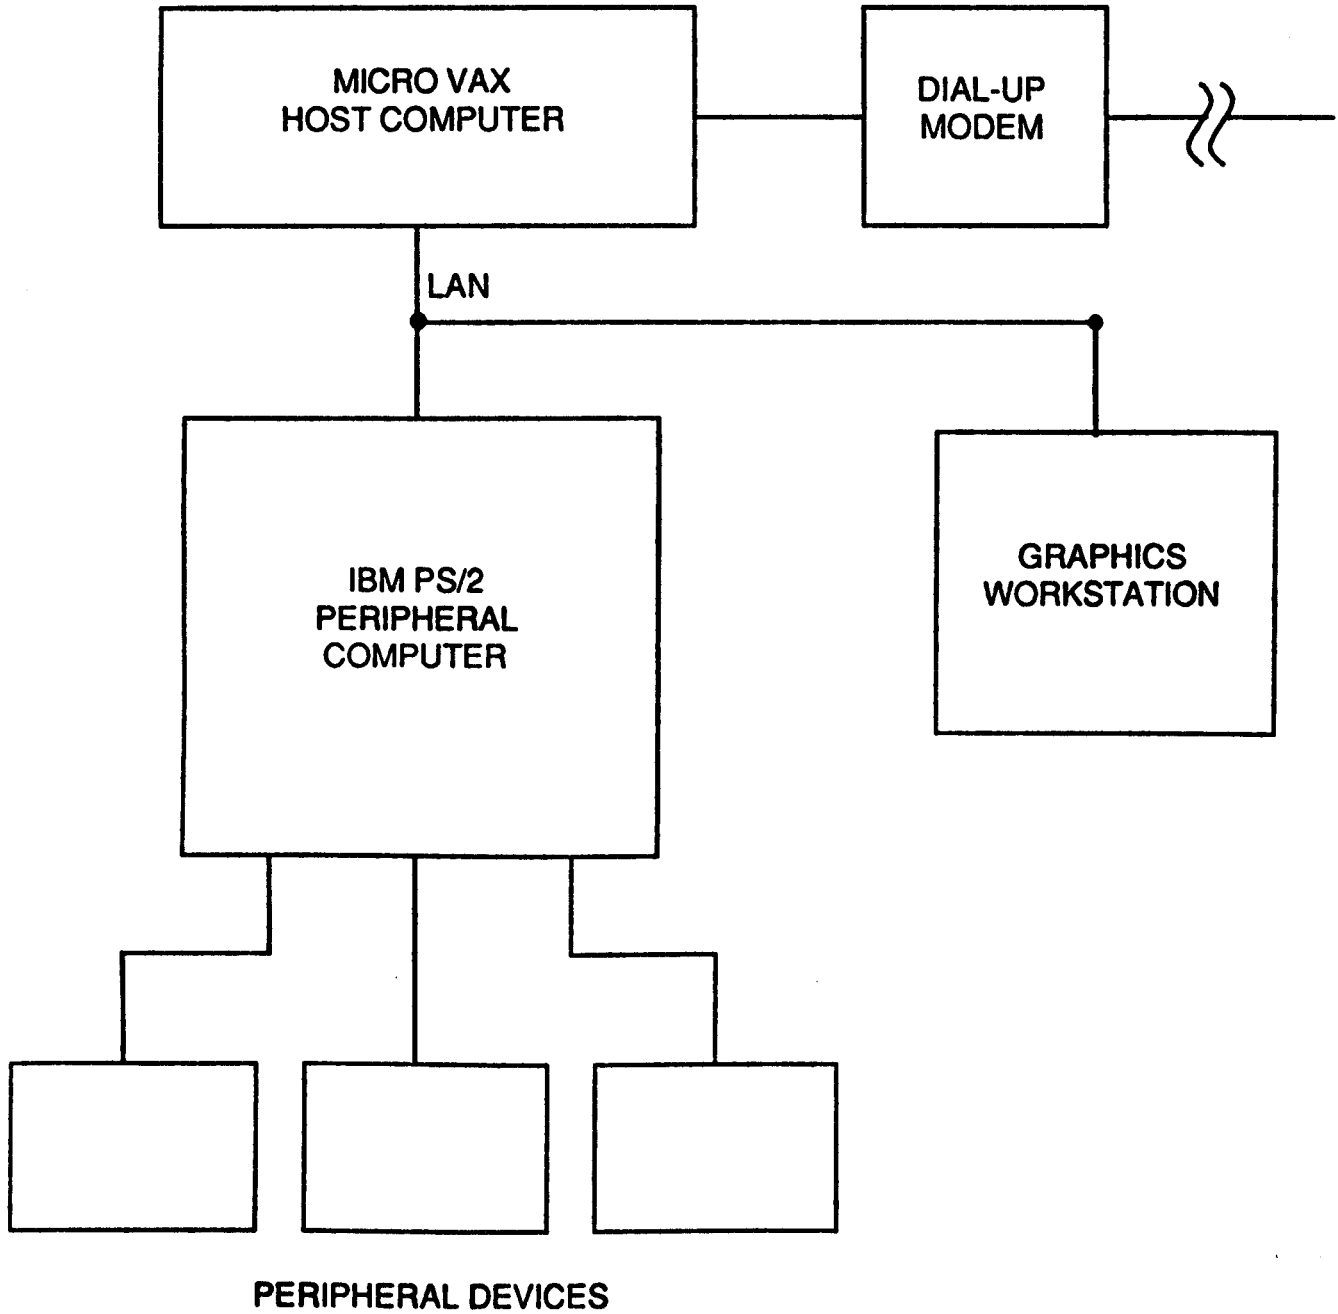 MICRO VAX
HOST COMPUTER
DIAL-UP
MODEM
LAN
IBM PS/2
PERIPHERAL
COMPUTER
GRAPHICS
WORKSTATION
PERIPHERAL DEVICES